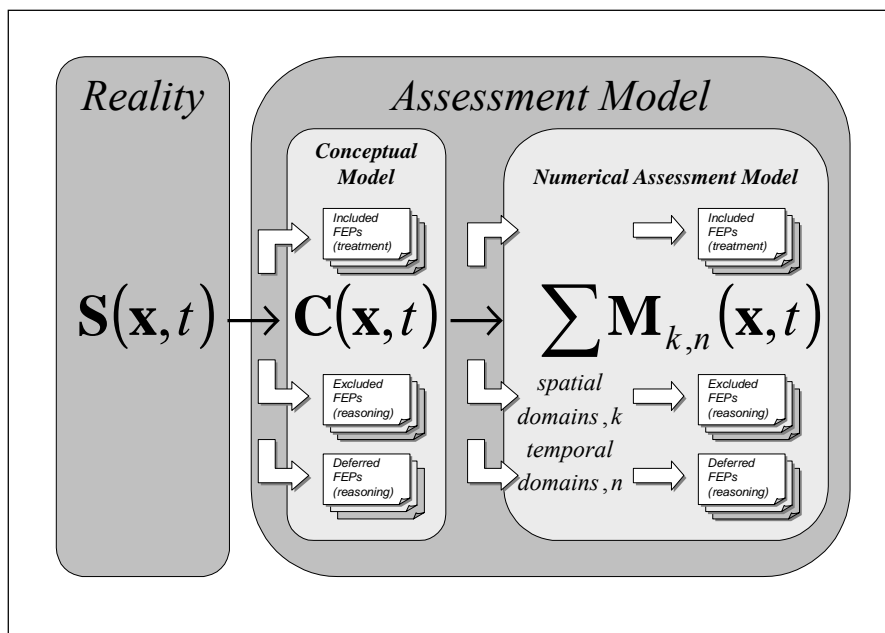 Reality
S(x,t)
Assessment Model
Conceptual
Model
Included
FEPs
(treatment)
C(x,t)
Excluded
FEPs
(reasoning)
Deferred
FEPs
(reasoning)
Numerical Assessment Model
Included
FEPs
(treatment)
∑ M_{k,n}(x,t)
spatial
domains,k
temporal
domains,n
Excluded
FEPs
(reasoning)
Deferred
FEPs
(reasoning)